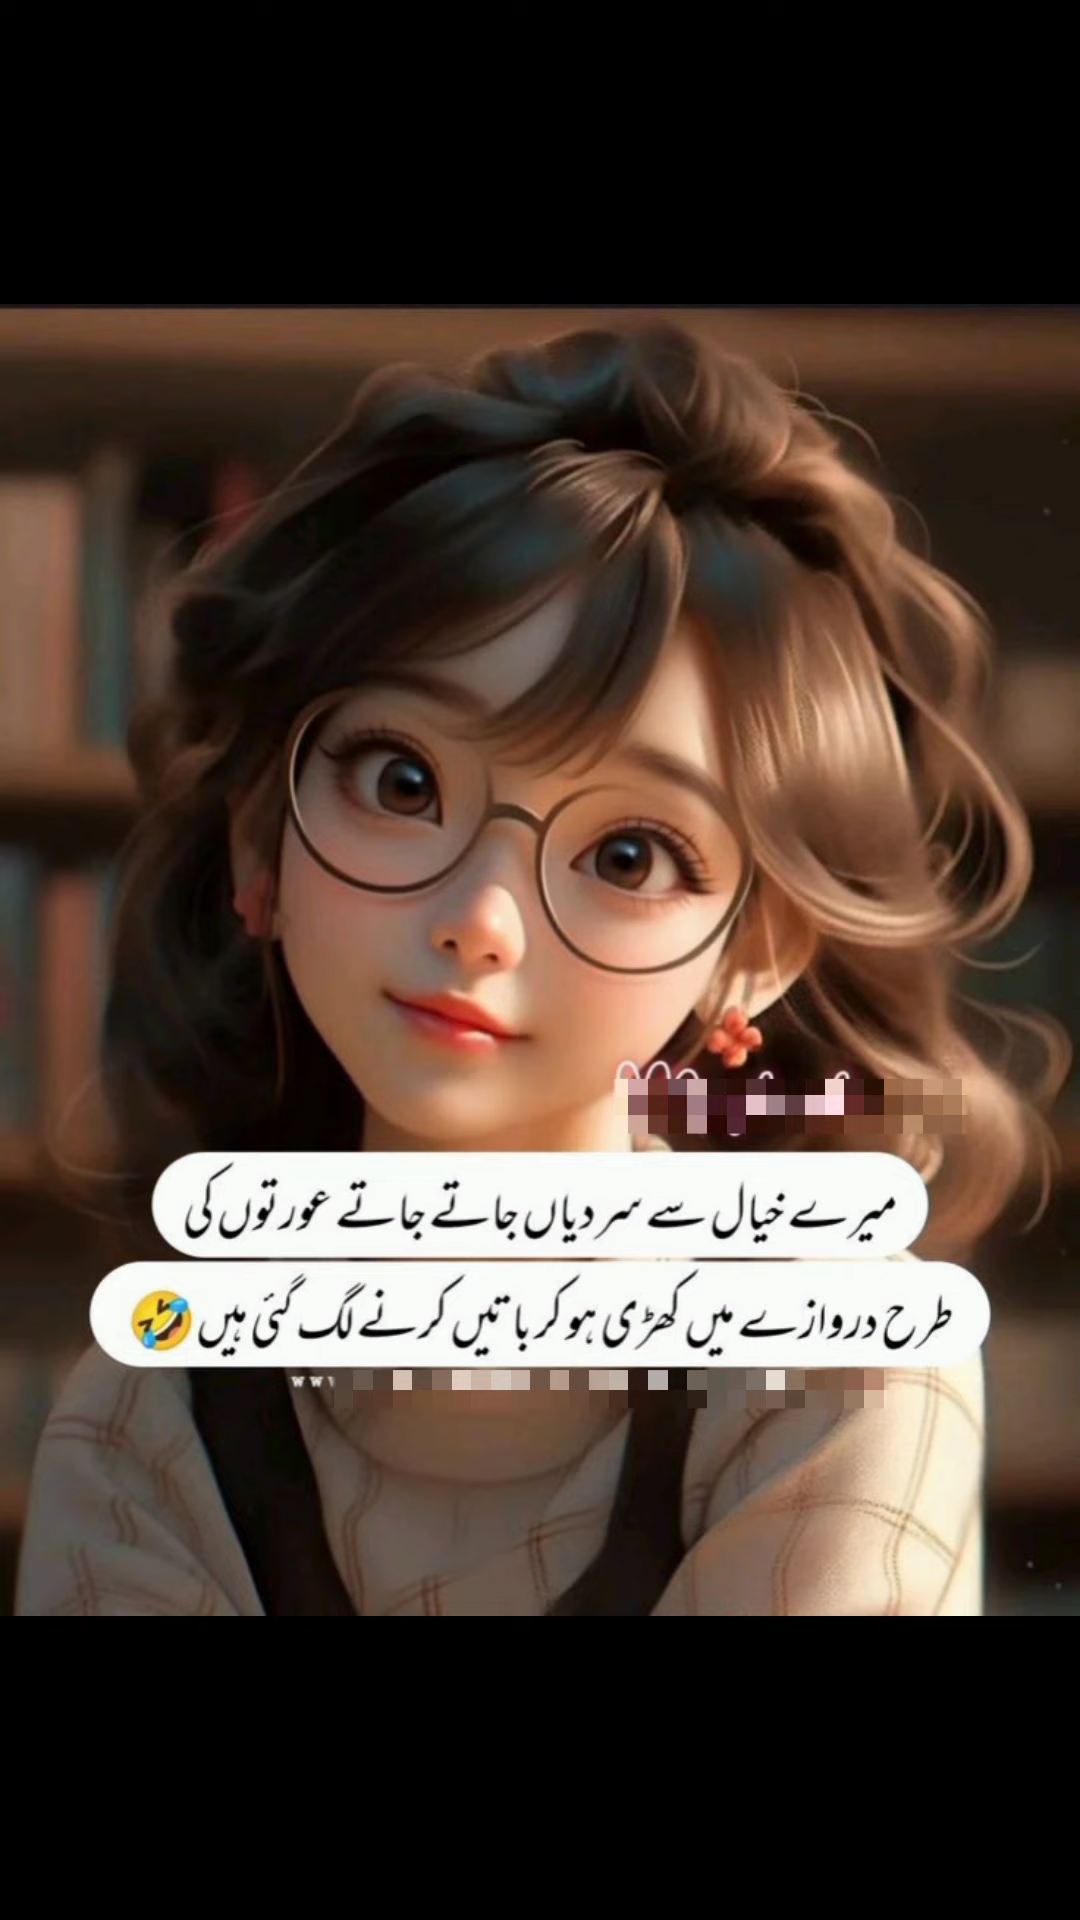 میرے خیال سے سردیاں جاتے جاتے عورتوں کی
طرح دروازے میں کھڑی ہو کر باتیں کرنے لگ گئی ہیں 🤣